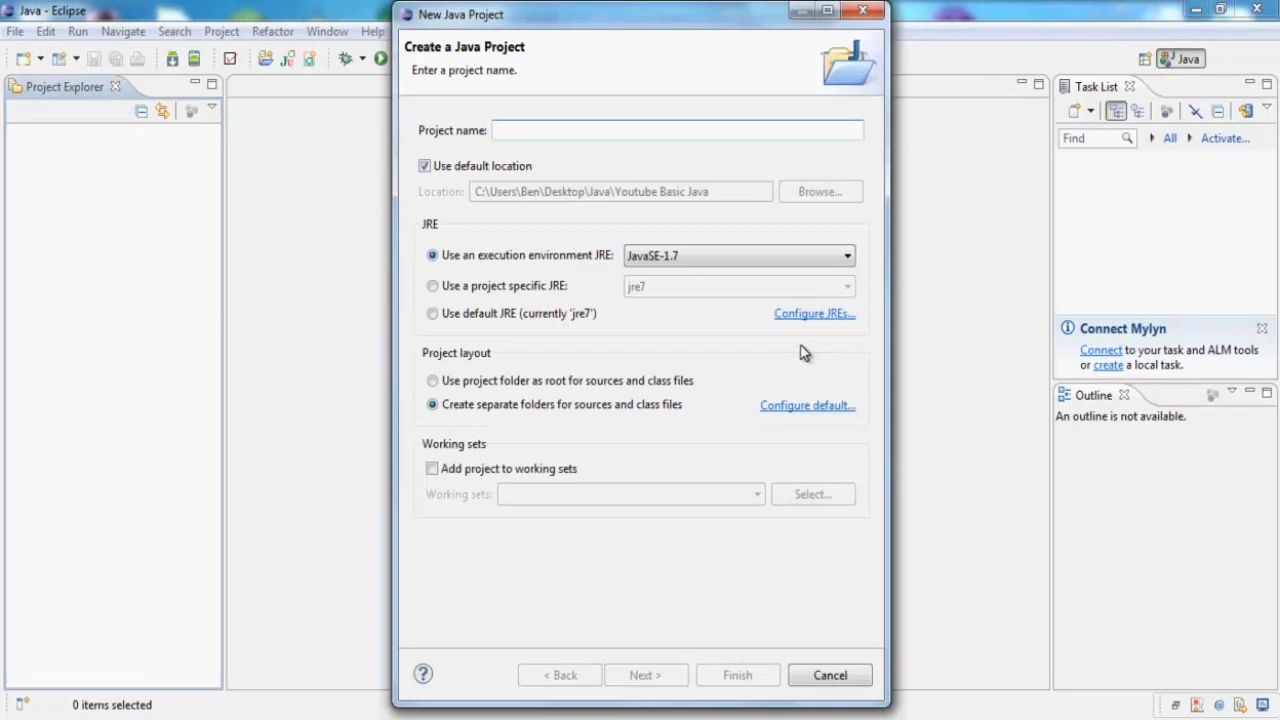 Java - Eclipse
File Edit Run Navigate Search Project Refactor Window Help
Java
Project Explorer
0 items selected
New Java Project
Create a Java Project
Enter a project name.
Project name:
Use default location
Location: C:\Users\Ben\Desktop\Java\Youtube Basic Java Browse...
JRE
Use an execution environment JRE: JavaSE-1.7
Use a project specific JRE: jre7
Use default JRE (currently 'jre7') Configure JREs...
Project layout
Use project folder as root for sources and class files
Create separate folders for sources and class files Configure default...
Working sets
Add project to working sets
Working sets: Select...
< Back Next > Finish Cancel
Task List
Find All Activate...
Connect Mylyn
Connect to your task and ALM tools
or create a local task.
Outline
An outline is not available.